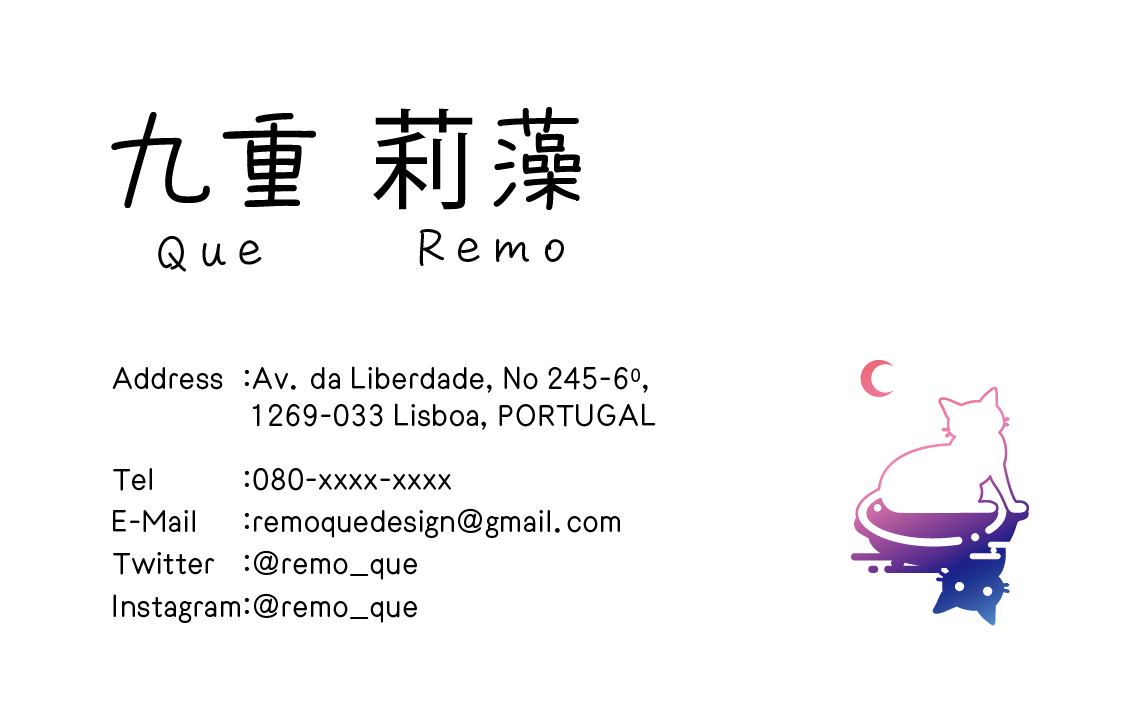 九重 莉藻
Que Remo
Address :Av. da Liberdade, No 245-6º,
1269-033 Lisboa, PORTUGAL
Tel :080-xxxx-xxxx
E-Mail :remoquedesign@gmail.com
Twitter :@remo_que
Instagram:@remo_que